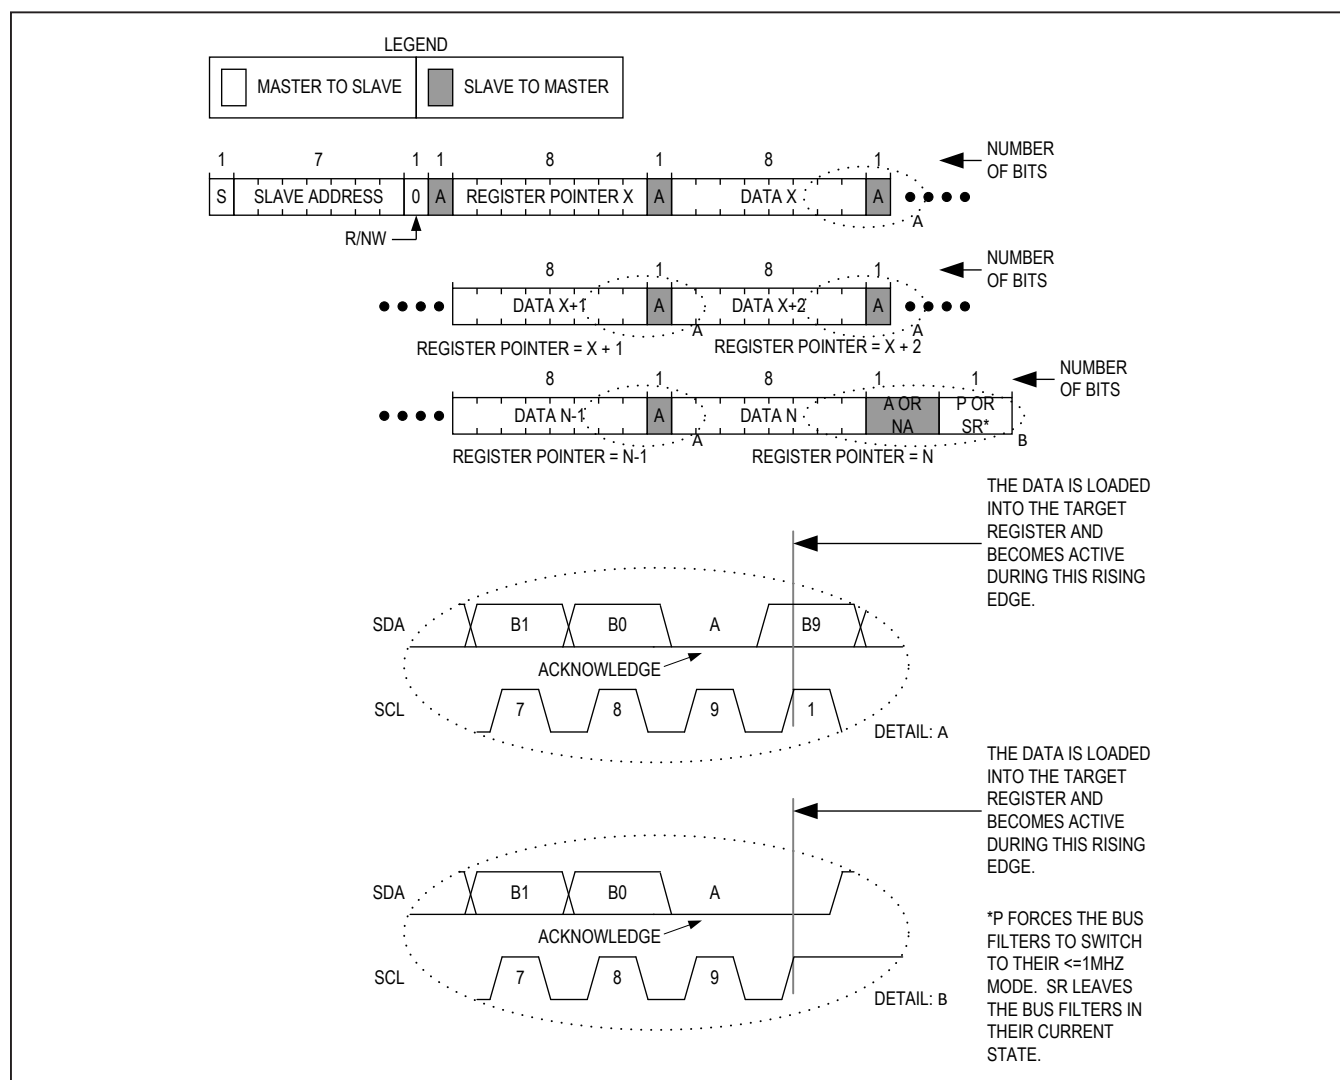 LEGEND
MASTER TO SLAVE
SLAVE TO MASTER
1 7 1 1 8 1 8 1
NUMBER
OF BITS
S SLAVE ADDRESS 0 A REGISTER POINTER X A DATA X A
A
R/NW
8 1 8 1
NUMBER
OF BITS
DATA X+1 A DATA X+2 A
A A
REGISTER POINTER = X + 1 REGISTER POINTER = X + 2
8 1 8 1 1
NUMBER
OF BITS
DATA N-1 A DATA N A OR NA P OR SR*
A B
REGISTER POINTER = N-1 REGISTER POINTER = N
THE DATA IS LOADED
INTO THE TARGET
REGISTER AND
BECOMES ACTIVE
DURING THIS RISING
EDGE.
SDA B1 B0 A B9
ACKNOWLEDGE
SCL 7 8 9 1
DETAIL: A
THE DATA IS LOADED
INTO THE TARGET
REGISTER AND
BECOMES ACTIVE
DURING THIS RISING
EDGE.
SDA B1 B0 A
ACKNOWLEDGE
SCL 7 8 9
DETAIL: B
*P FORCES THE BUS
FILTERS TO SWITCH
TO THEIR <=1MHZ
MODE. SR LEAVES
THE BUS FILTERS IN
THEIR CURRENT
STATE.